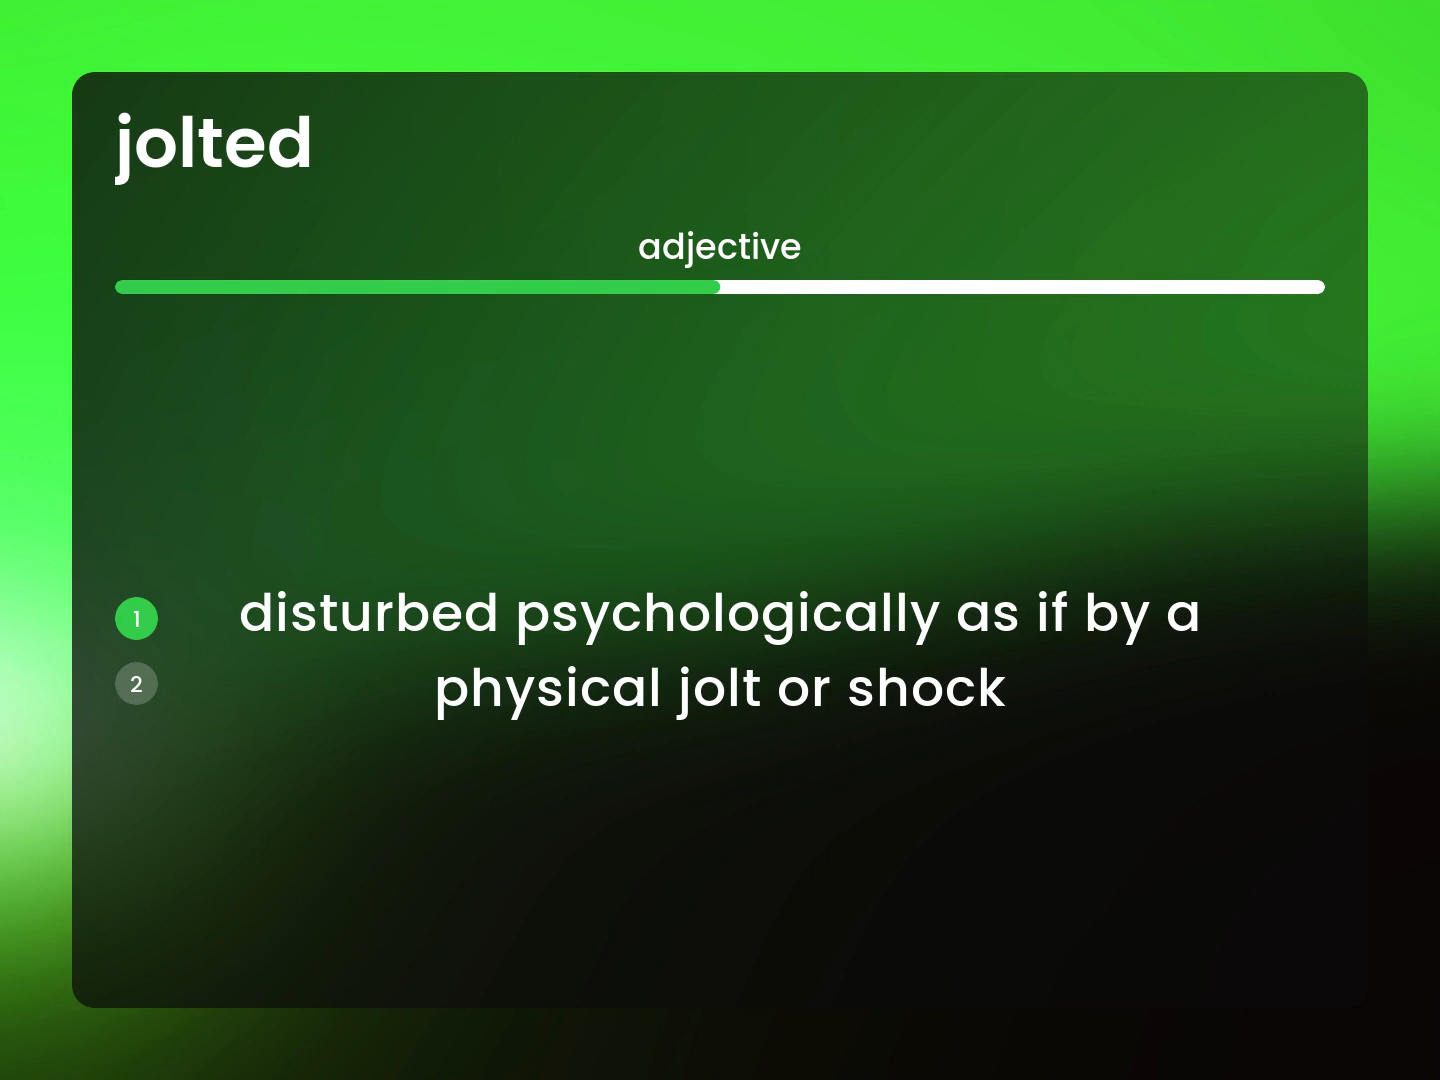 jolted
adjective
1
disturbed psychologically as if by a
2
physical jolt or shock